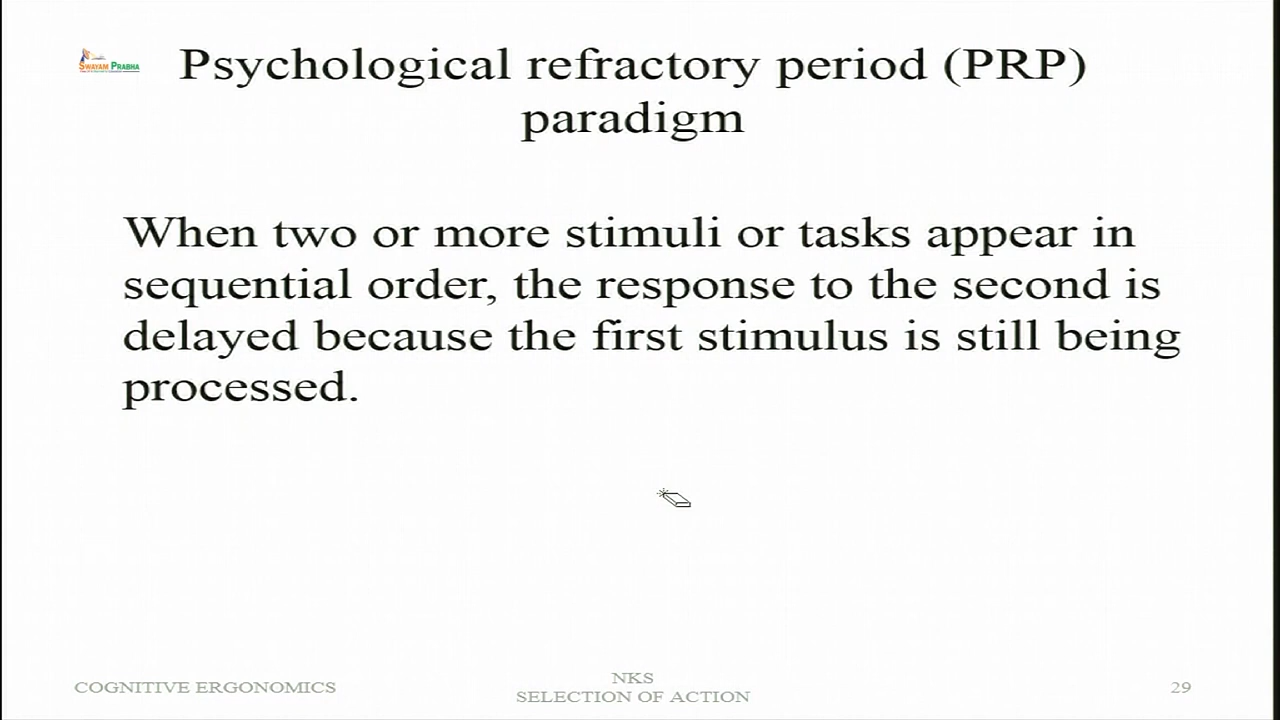 SWAYAM PRABHA
Psychological refractory period (PRP)
paradigm
When two or more stimuli or tasks appear in
sequential order, the response to the second is
delayed because the first stimulus is still being
processed.
COGNITIVE ERGONOMICS
NKS
SELECTION OF ACTION
29